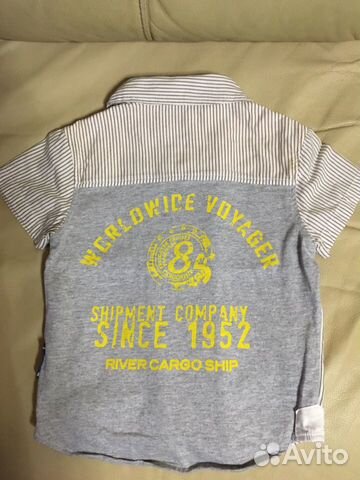 WORLDWIDE VOYAGER
8
SHIPMENT COMPANY
SINCE 1952
RIVER CARGO SHIP
Avito